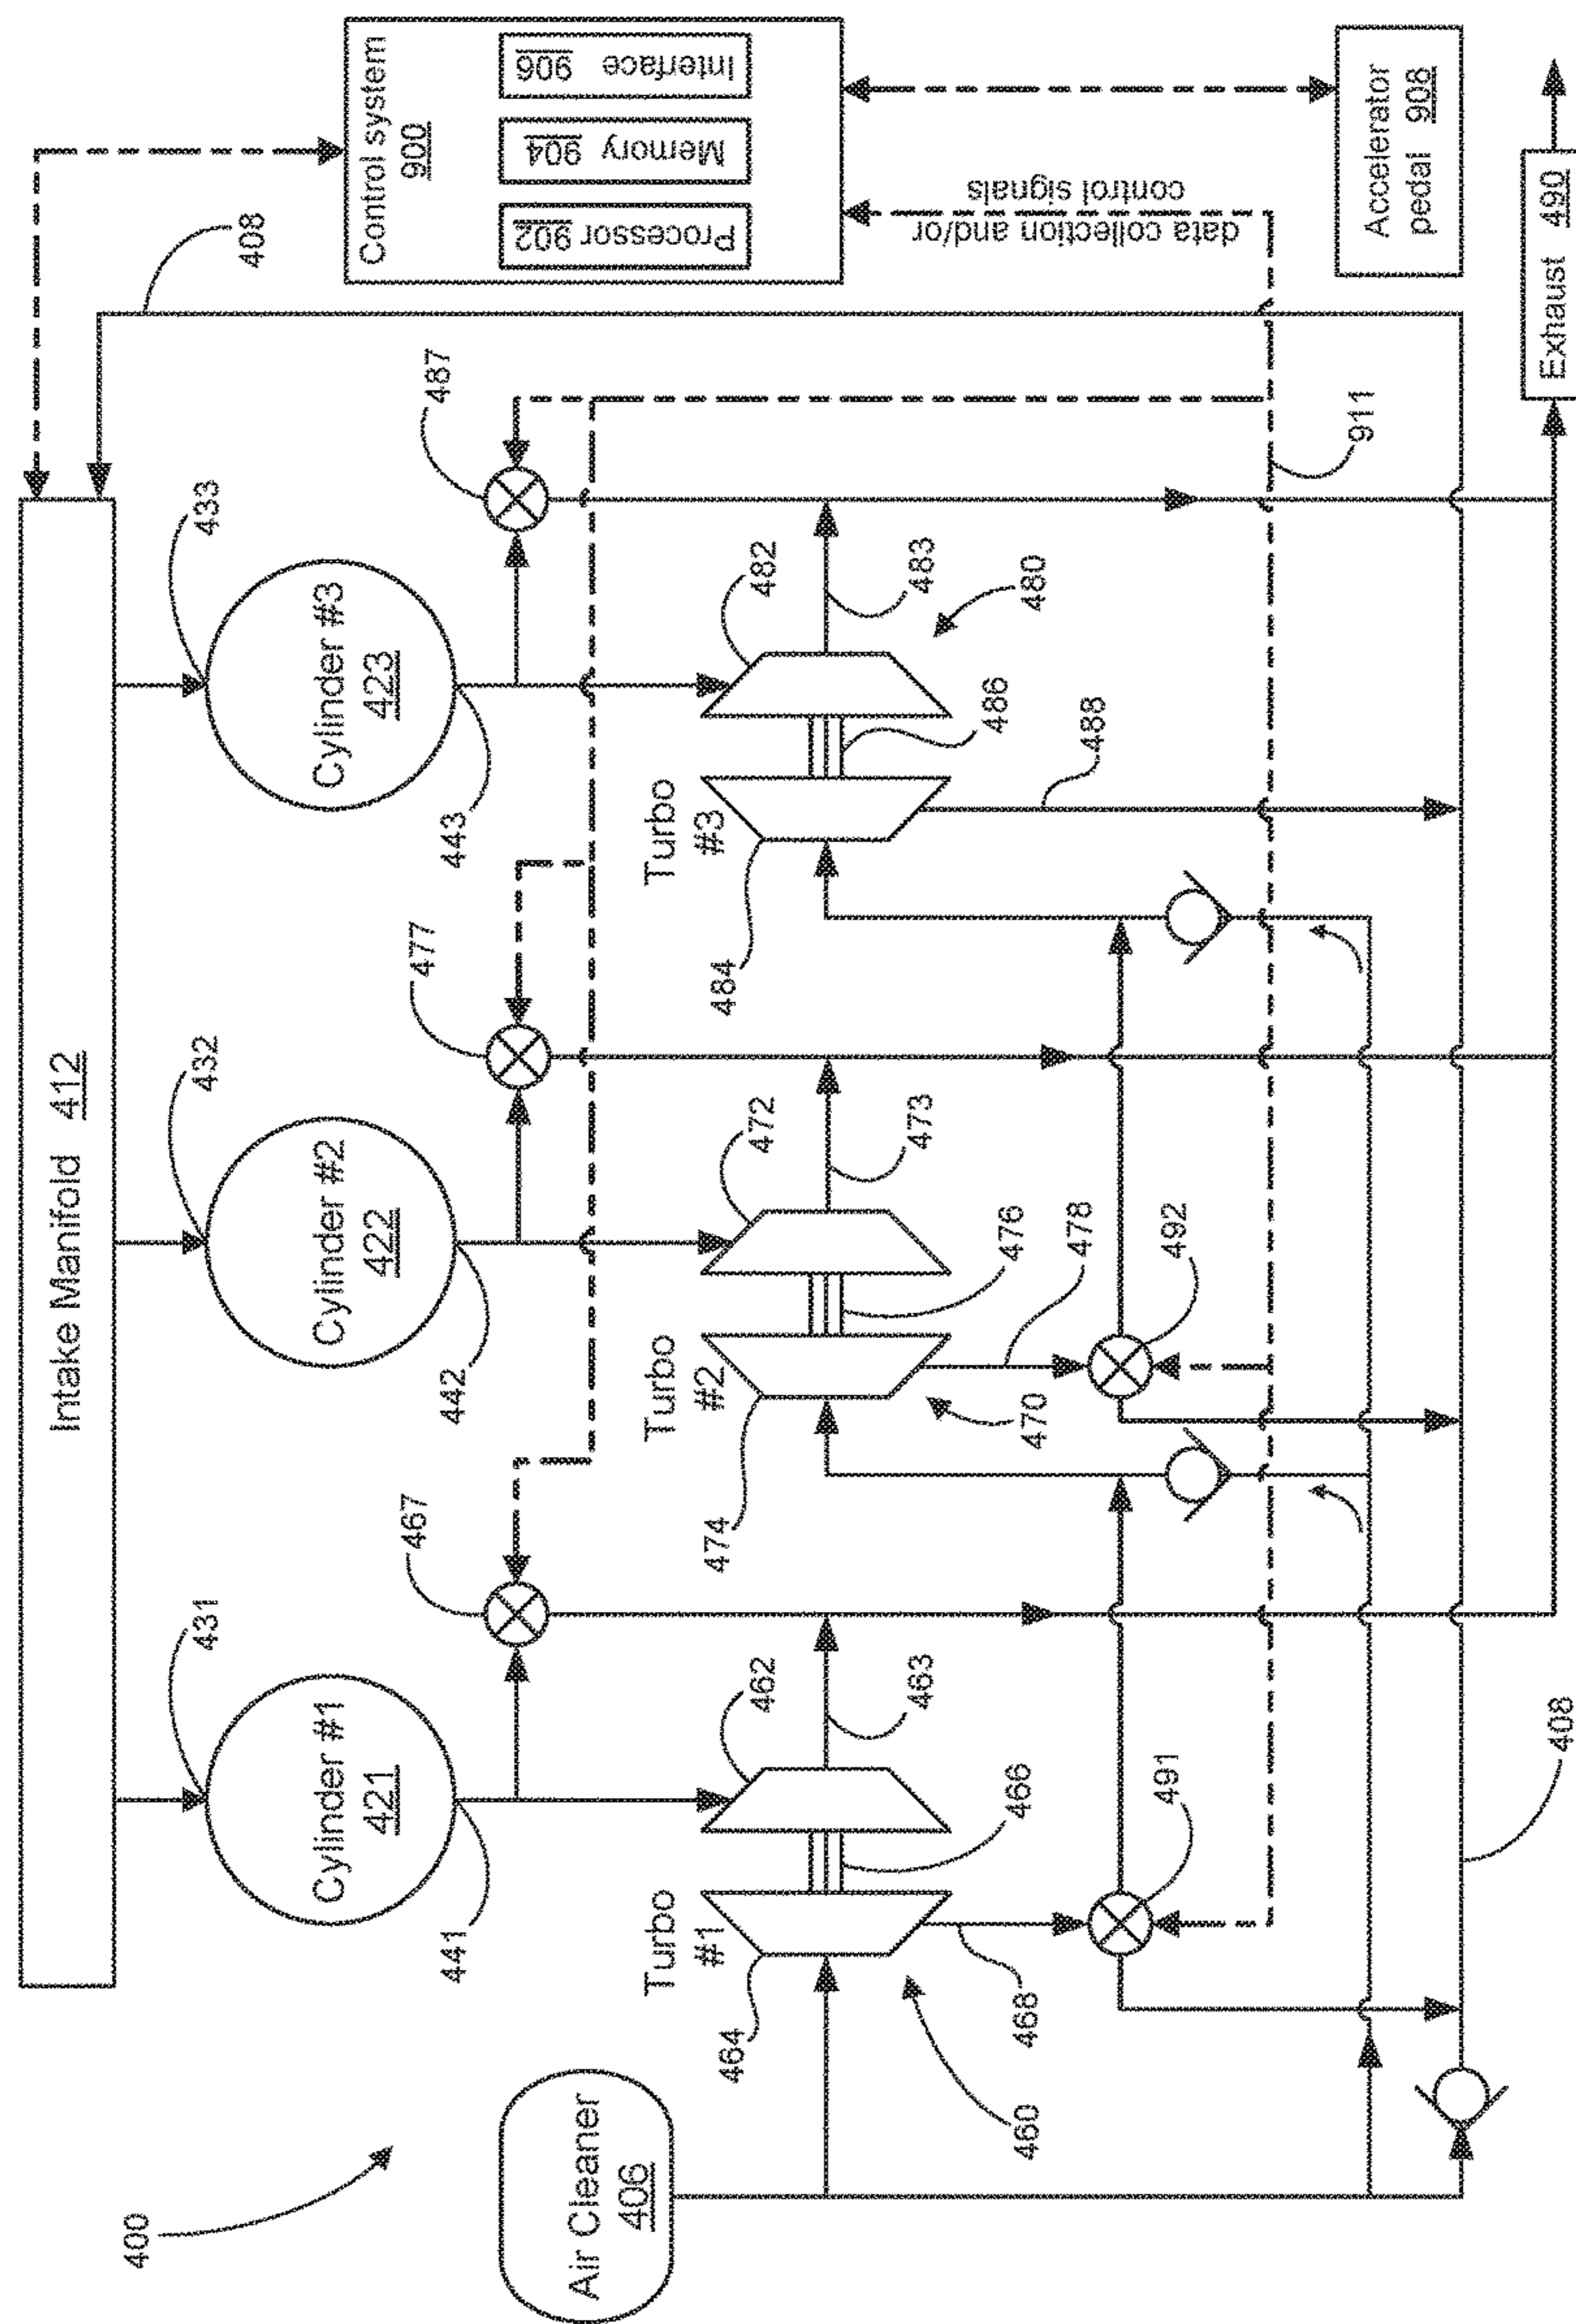 400
Air Cleaner
406
Intake Manifold 412
408
Control system
900
Processor 902
Memory 904
Interface 906
data collection and/or
control signals
Accelerator
pedal 908
Exhaust 490
431
Cylinder #1
421
441
467
432
Cylinder #2
422
442
477
433
Cylinder #3
423
443
487
Turbo
#1
464
462
463
466
468
460
491
Turbo
#2
474
472
473
476
478
470
492
Turbo
#3
484
482
483
480
486
488
911
408